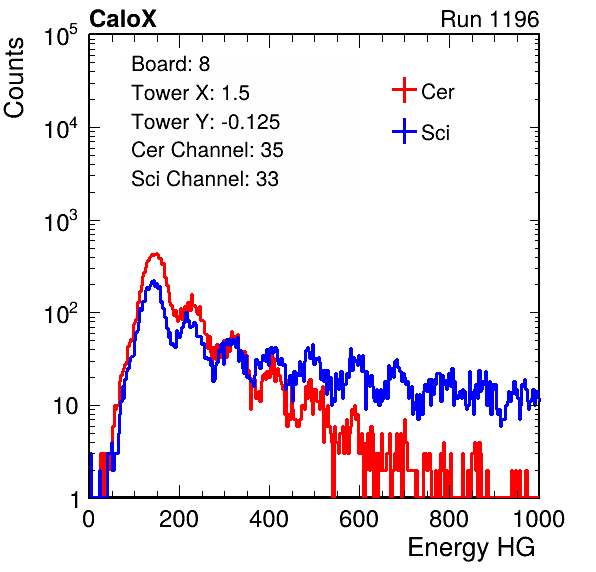 CaloX Run 1196
Counts
Board: 8
Tower X: 1.5
Tower Y: -0.125
Cer Channel: 35
Sci Channel: 33
Cer
Sci
10^5
10^4
10^3
10^2
10
1
0 200 400 600 800 1000
Energy HG